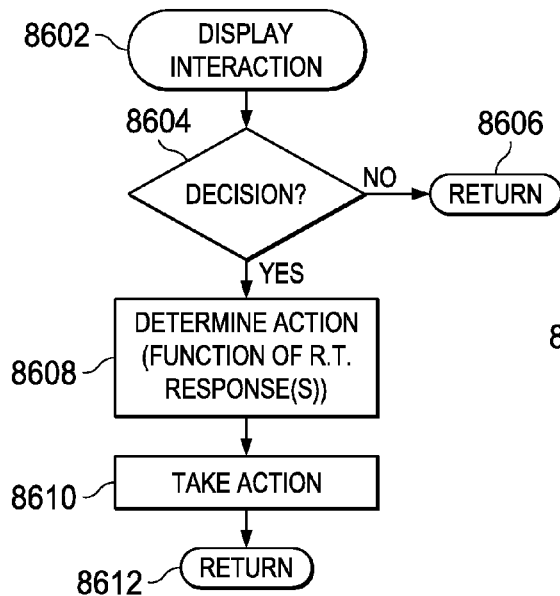 8602
DISPLAY
INTERACTION
8604
DECISION?
NO
8606
RETURN
YES
8608
DETERMINE ACTION
(FUNCTION OF R.T.
RESPONSE(S))
8
8610
TAKE ACTION
8612
RETURN